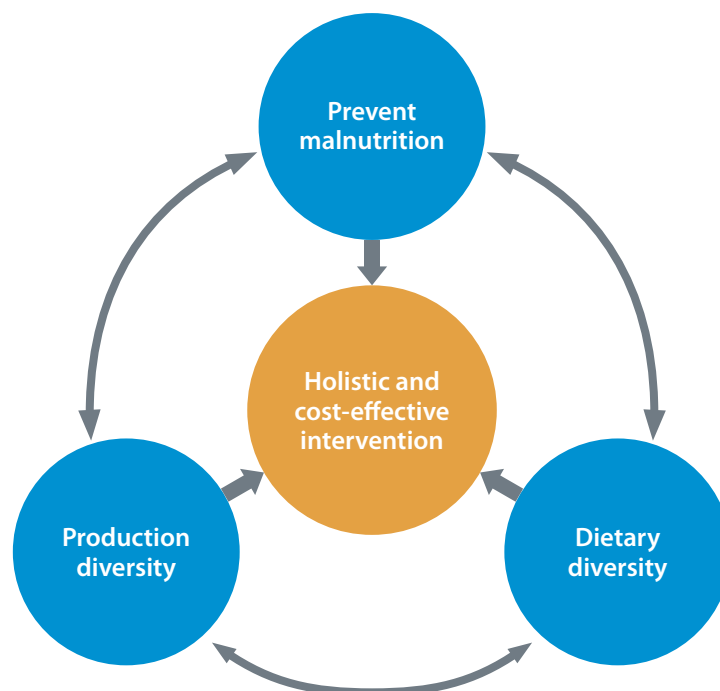 Prevent
malnutrition
Holistic and
cost-effective
intervention
Production
diversity
Dietary
diversity